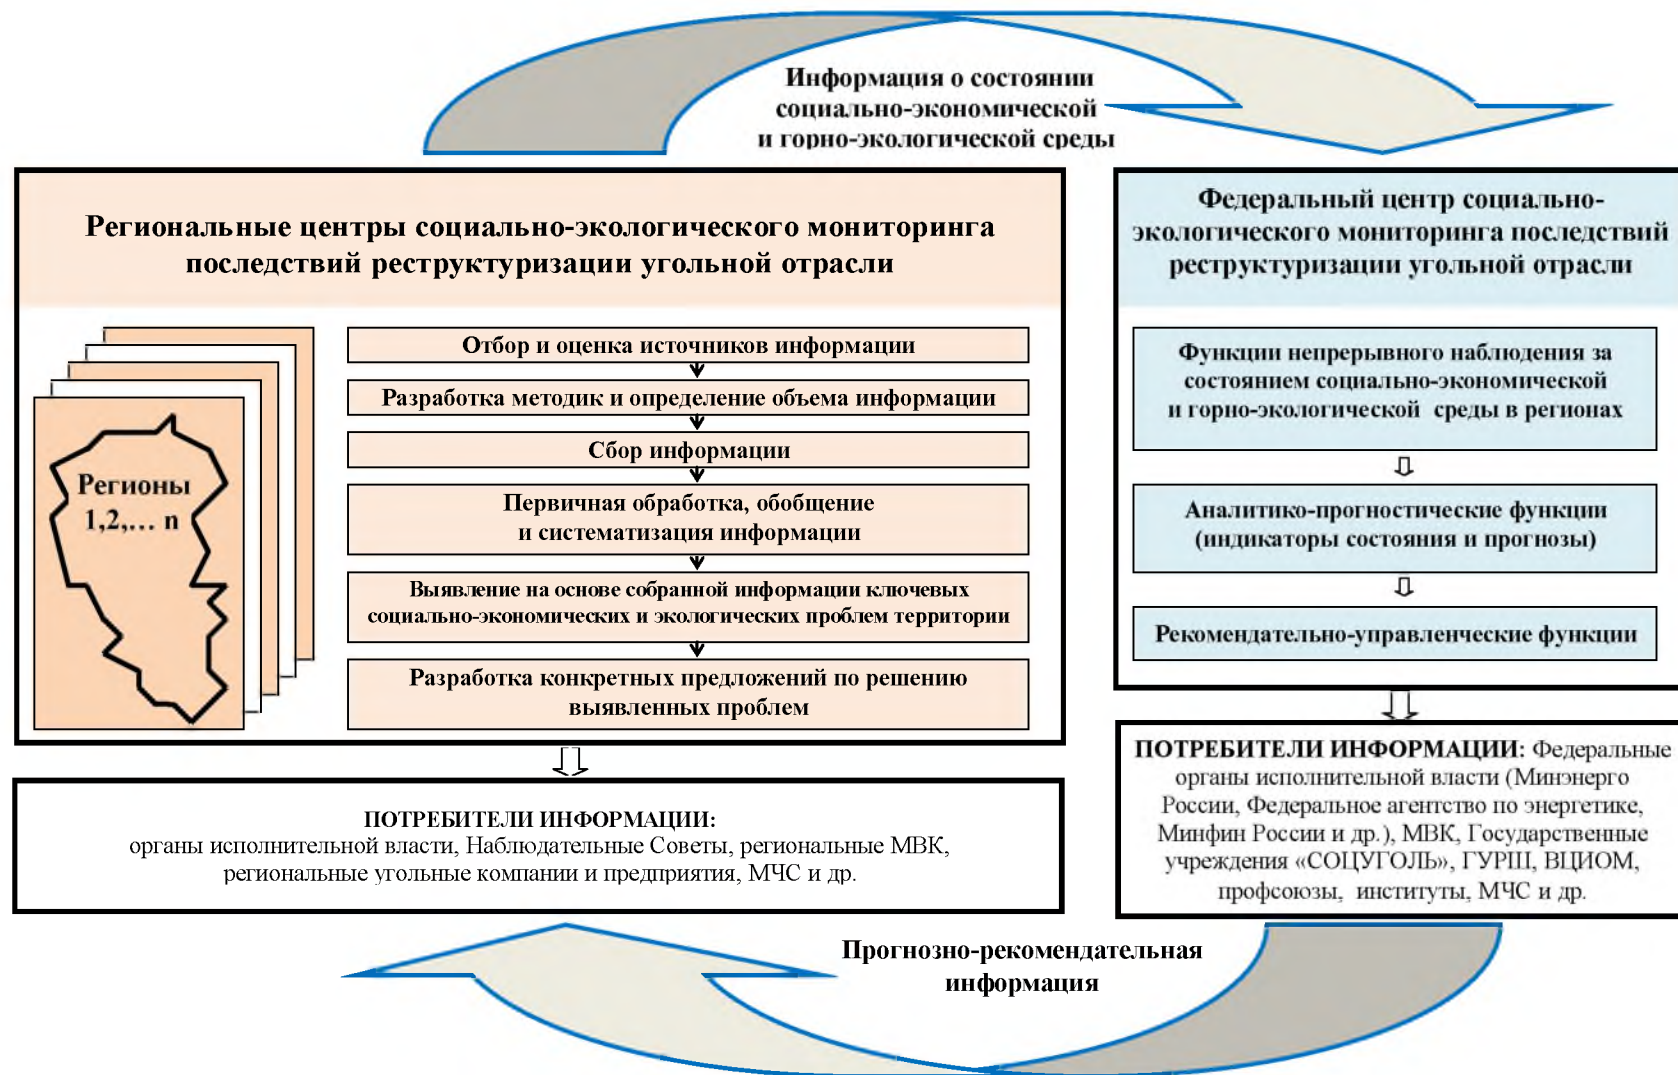 Информация о состоянии
социально-экономической
и горно-экологической среды
Региональные центры социально-экологического мониторинга
последствий реструктуризации угольной отрасли
Регионы
1,2,... n
Отбор и оценка источников информации
Разработка методик и определение объема информации
Сбор информации
Первичная обработка, обобщение
и систематизация информации
Выявление на основе собранной информации ключевых
социально-экономических и экологических проблем территории
Разработка конкретных предложений по решению
выявленных проблем
ПОТРЕБИТЕЛИ ИНФОРМАЦИИ:
органы исполнительной власти, Наблюдательные Советы, региональные МВК,
региональные угольные компании и предприятия, МЧС и др.
Федеральный центр социально-
экологического мониторинга последствий
реструктуризации угольной отрасли
Функции непрерывного наблюдения за
состоянием социально-экономической
и горно-экологической среды в регионах
Аналитико-прогностические функции
(индикаторы состояния и прогнозы)
Рекомендательно-управленческие функции
ПОТРЕБИТЕЛИ ИНФОРМАЦИИ: Федеральные
органы исполнительной власти (Минэнерго
России, Федеральное агентство по энергетике,
Минфин России и др.), МВК, Государственные
учреждения «СОЦУГОЛЬ», ГУРШ, ВЦИОМ,
профсоюзы, институты, МЧС и др.
Прогнозно-рекомендательная
информация